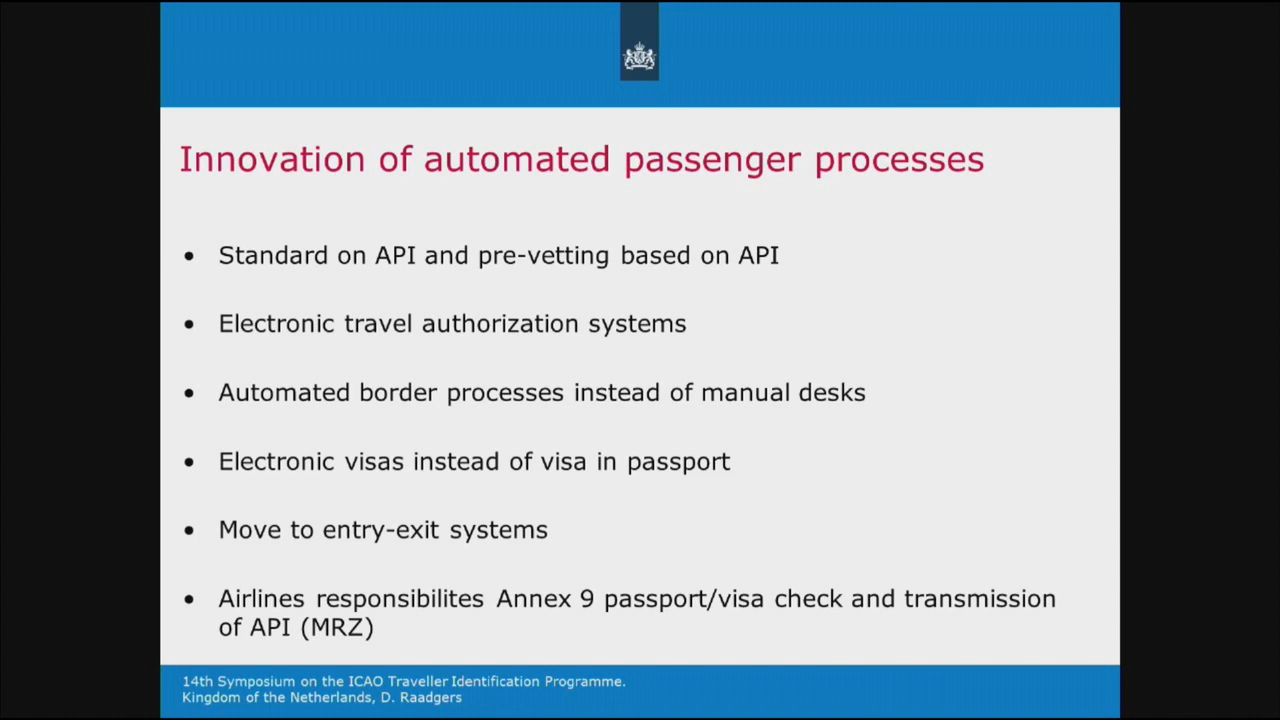 Innovation of automated passenger processes
• Standard on API and pre-vetting based on API
• Electronic travel authorization systems
• Automated border processes instead of manual desks
• Electronic visas instead of visa in passport
• Move to entry-exit systems
• Airlines responsibilites Annex 9 passport/visa check and transmission
of API (MRZ)
14th Symposium on the ICAO Traveller Identification Programme.
Kingdom of the Netherlands, D. Raadgers